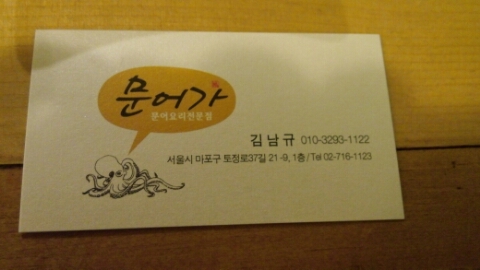 문어가
문어요리전문점
김남규 010-3293-1122
서울시 마포구 토정로37길 21-9, 1층 / Tel 02-716-1123